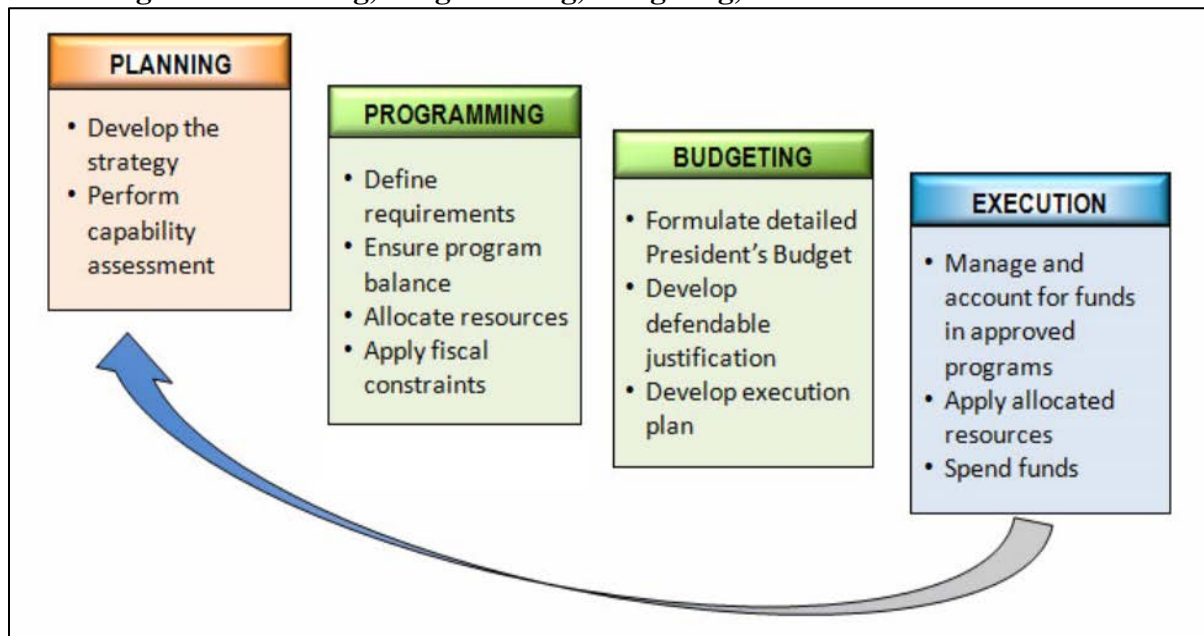 PLANNING
• Develop the
strategy
• Perform
capability
assessment
PROGRAMMING
• Define
requirements
• Ensure program
balance
• Allocate resources
• Apply fiscal
constraints
BUDGETING
• Formulate detailed
President's Budget
• Develop
defendable
justification
• Develop execution
plan
EXECUTION
• Manage and
account for funds
in approved
programs
• Apply allocated
resources
• Spend funds